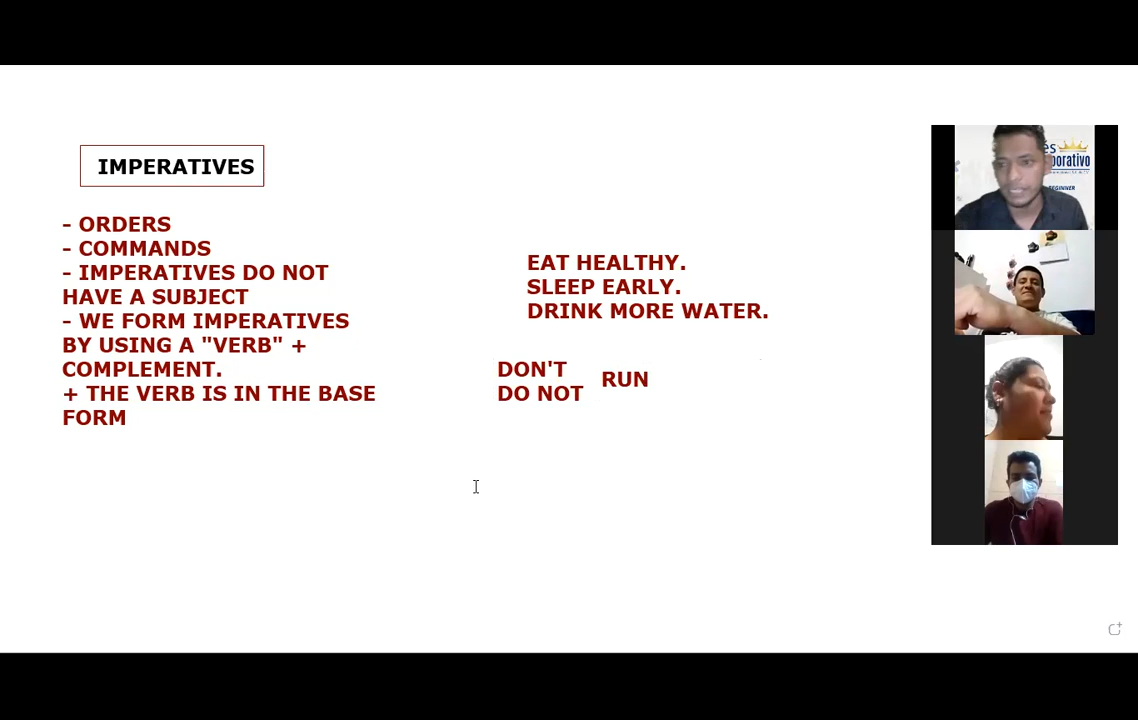 IMPERATIVES
- ORDERS
- COMMANDS
- IMPERATIVES DO NOT
HAVE A SUBJECT
- WE FORM IMPERATIVES
BY USING A "VERB" +
COMPLEMENT.
+ THE VERB IS IN THE BASE
FORM
EAT HEALTHY.
SLEEP EARLY.
DRINK MORE WATER.
DON'T
DO NOT
RUN
BEGINNER